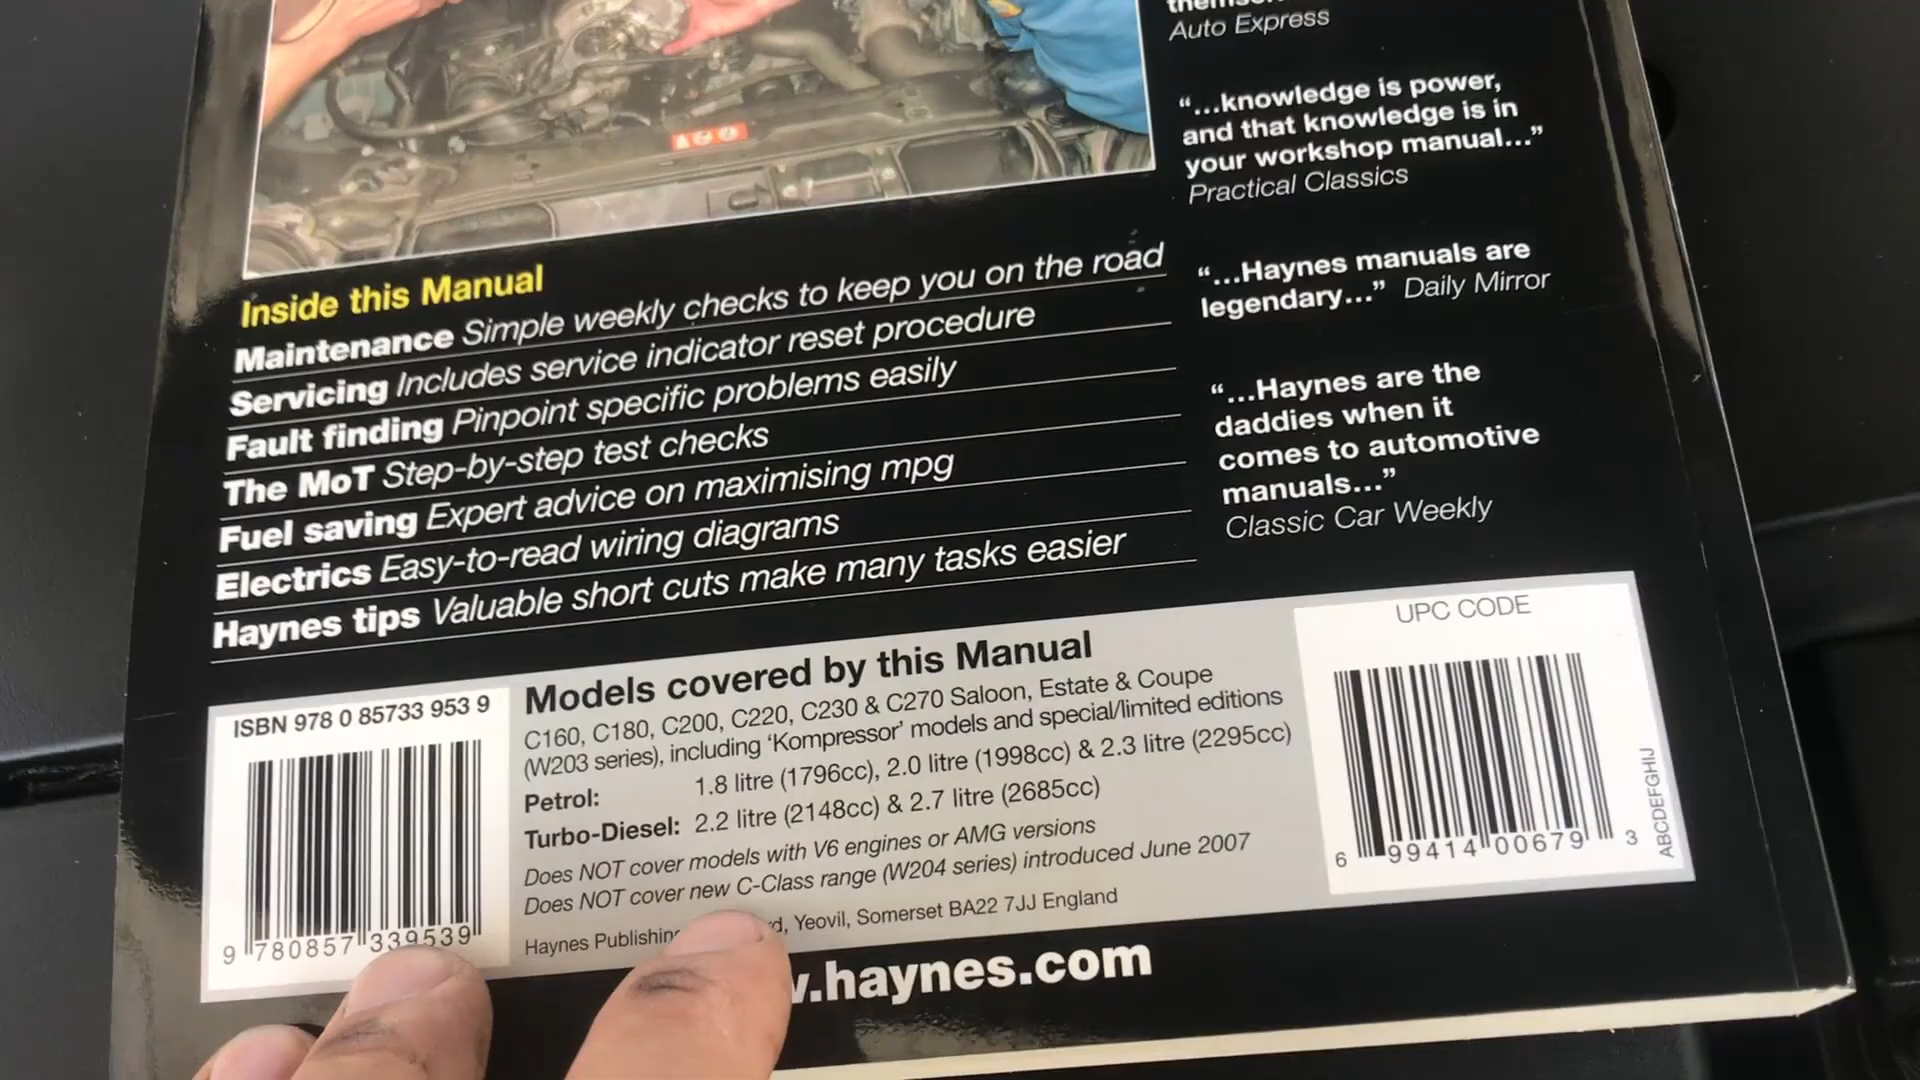 Auto Express
“...knowledge is power,
and that knowledge is in
your workshop manual...”
Practical Classics
“...Haynes manuals are
legendary...” Daily Mirror
“...Haynes are the
daddies when it
comes to automotive
manuals...”
Classic Car Weekly
Inside this Manual
Maintenance Simple weekly checks to keep you on the road
Servicing Includes service indicator reset procedure
Fault finding Pinpoint specific problems easily
The MoT Step-by-step test checks
Fuel saving Expert advice on maximising mpg
Electrics Easy-to-read wiring diagrams
Haynes tips Valuable short cuts make many tasks easier
ISBN 978 0 85733 953 9
9 780857 339539
Models covered by this Manual
C160, C180, C200, C220, C230 & C270 Saloon, Estate & Coupe
(W203 series), including ‘Kompressor’ models and special/limited editions
Petrol: 1.8 litre (1796cc), 2.0 litre (1998cc) & 2.3 litre (2295cc)
Turbo-Diesel: 2.2 litre (2148cc) & 2.7 litre (2685cc)
Does NOT cover models with V6 engines or AMG versions
Does NOT cover new C-Class range (W204 series) introduced June 2007
Haynes Publishing Yeovil, Somerset BA22 7JJ England
.haynes.com
UPC CODE
6 99414 00679 3
ABCDEFGHIJ